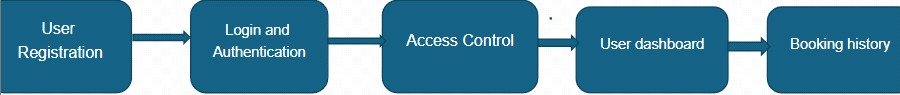 User
Registration
Login and
Authentication
Access Control
User dashboard
Booking history